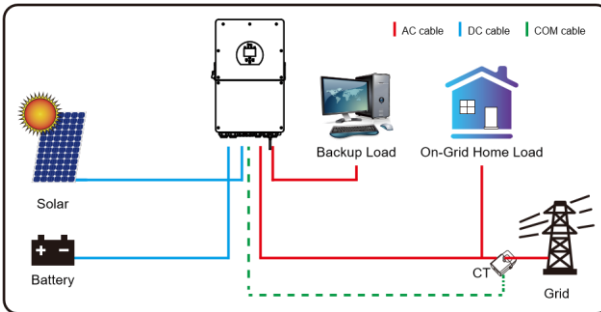 AC cable DC cable COM cable
Backup Load
On-Grid Home Load
Solar
Battery
CT
Grid